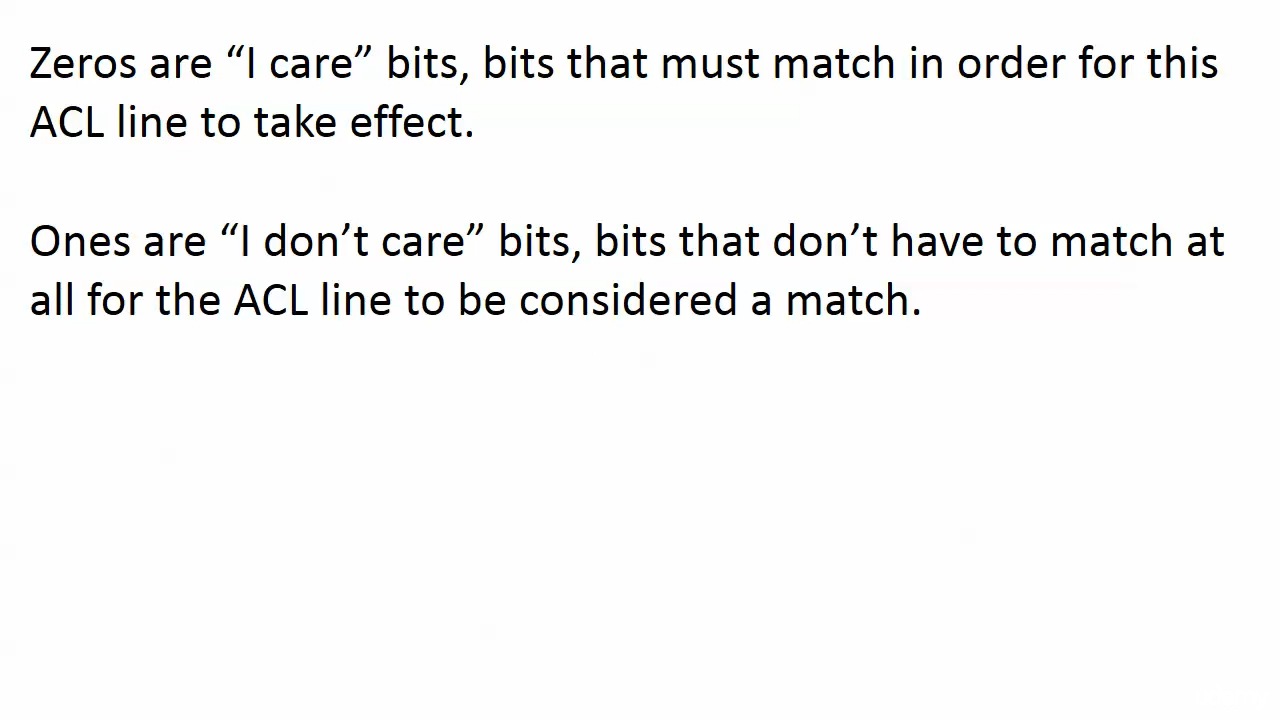 Zeros are “I care” bits, bits that must match in order for this
ACL line to take effect.
Ones are “I don’t care” bits, bits that don’t have to match at
all for the ACL line to be considered a match.